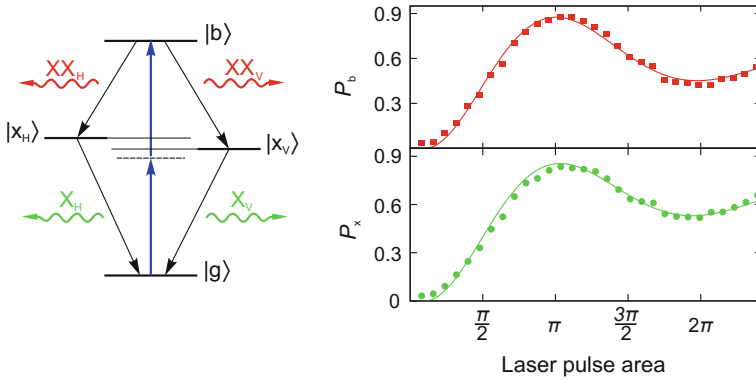 |b⟩
XX_H
XX_V
|x_H⟩
|x_V⟩
X_H
X_V
|g⟩
0.9
0.6
0.3
P_b
0.9
0.6
0.3
0
P_x
π/2
π
3π/2
2π
Laser pulse area